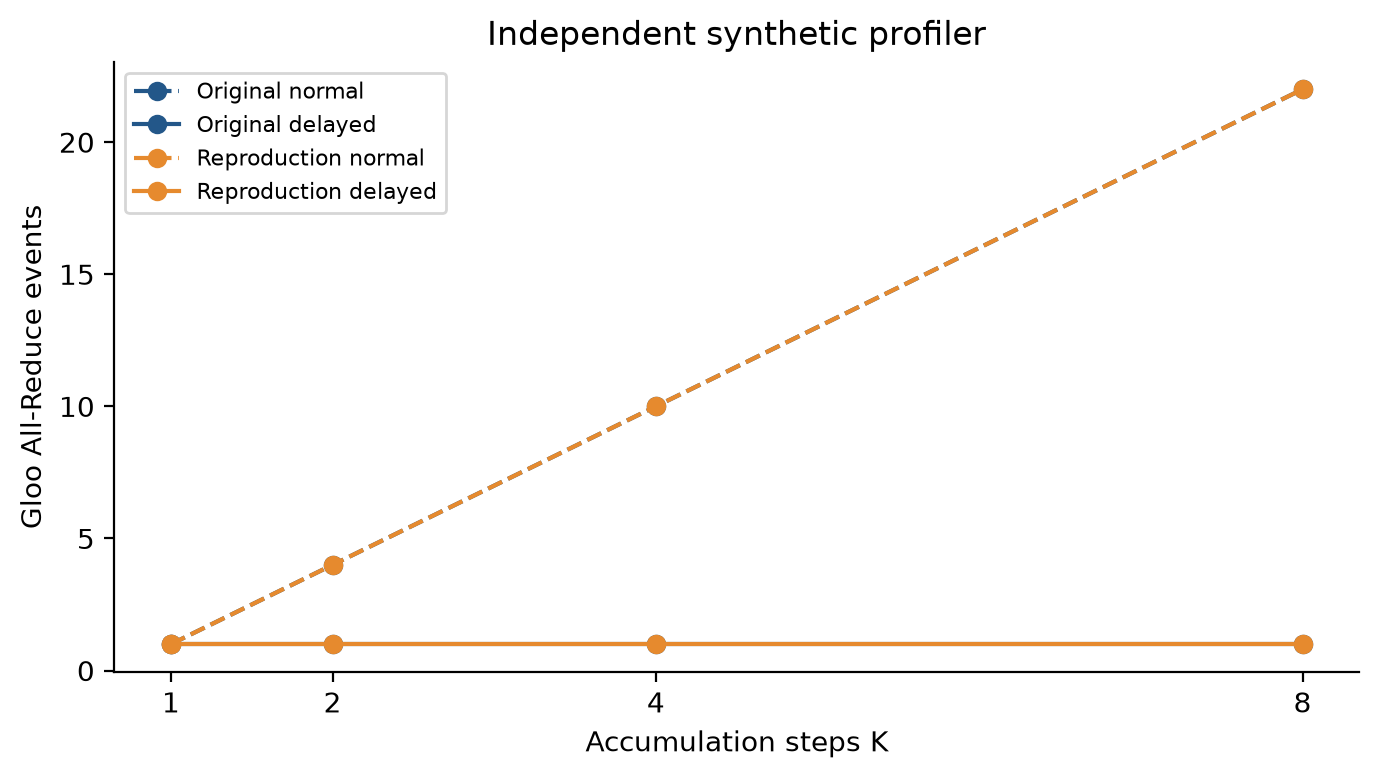 Independent synthetic profiler
Original normal
Original delayed
Reproduction normal
Reproduction delayed
Gloo All-Reduce events
20
15
10
5
0
1 2 4 8
Accumulation steps K